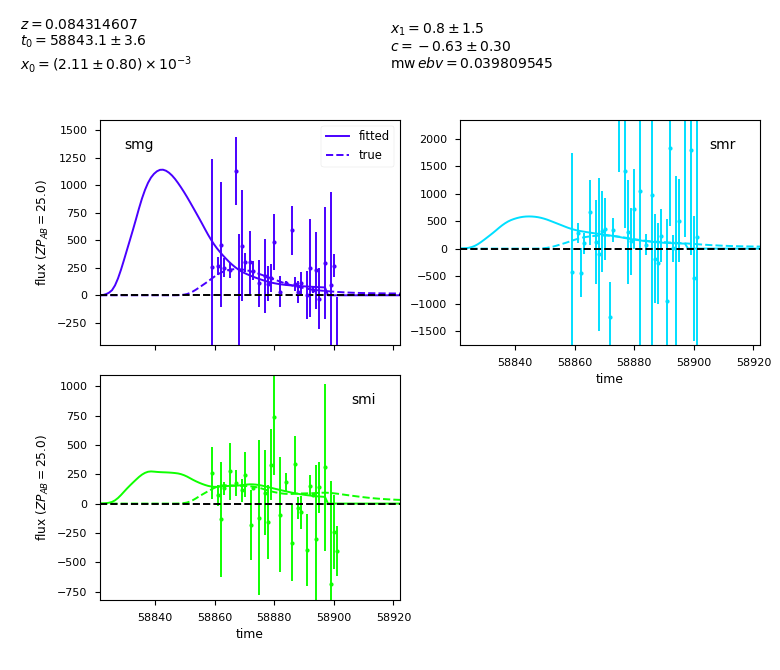 z = 0.084314607
t₀ = 58843.1 ± 3.6
x₀ = (2.11 ± 0.80) × 10⁻³
x₁ = 0.8 ± 1.5
c = −0.63 ± 0.30
mw ebv = 0.039809545
smg
fitted
true
flux (ZP_AB = 25.0)
1500
1250
1000
750
500
250
0
−250
smr
2000
1500
1000
500
0
−500
−1000
−1500
58840 58860 58880 58900 58920
time
smi
flux (ZP_AB = 25.0)
1000
750
500
250
0
−250
−500
−750
58840 58860 58880 58900 58920
time